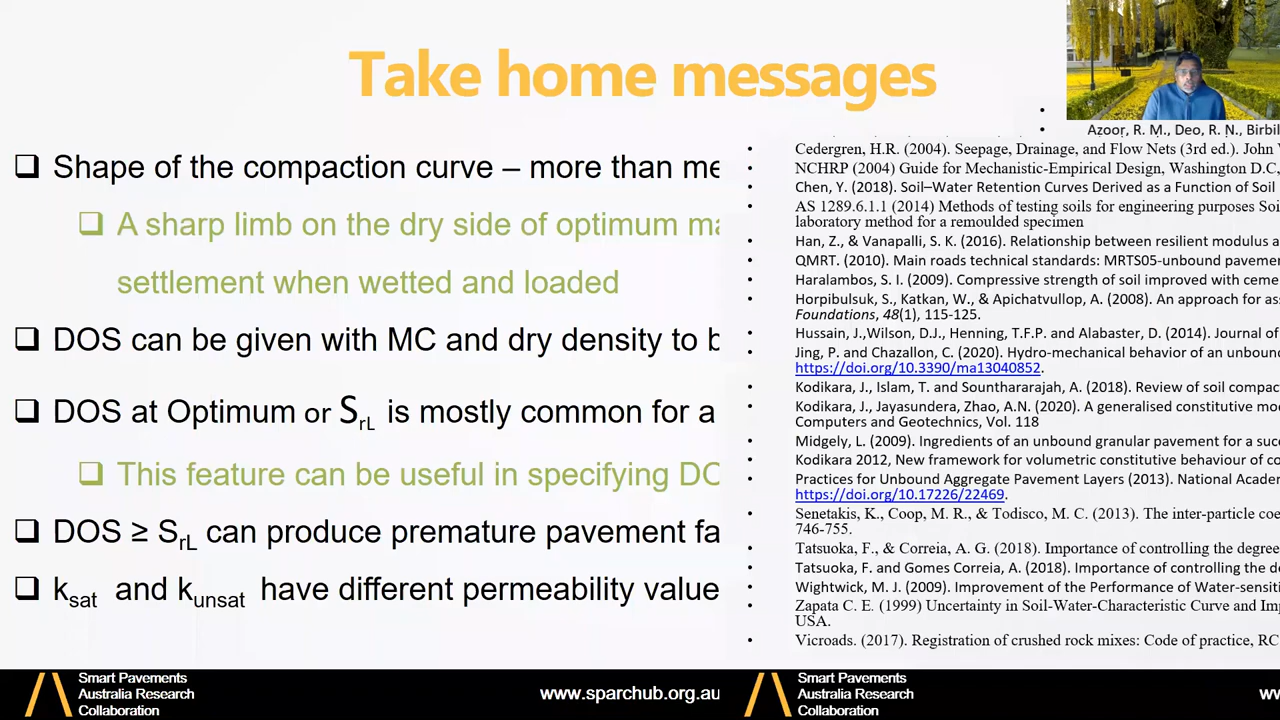 Take home messages
❑ Shape of the compaction curve – more than me
❑ A sharp limb on the dry side of optimum ma
settlement when wetted and loaded
❑ DOS can be given with MC and dry density to b
❑ DOS at Optimum or SrL is mostly common for a
❑ This feature can be useful in specifying DO
❑ DOS ≥ SrL can produce premature pavement fa
❑ ksat and kunsat have different permeability value
Smart Pavements
Australia Research
Collaboration
www.sparchub.org.au
•
• Azoor, R. M., Deo, R. N., Birbil
• Cedergren, H.R. (2004). Seepage, Drainage, and Flow Nets (3rd ed.). John
• NCHRP (2004) Guide for Mechanistic-Empirical Design, Washington D.C,
• Chen, Y. (2018). Soil–Water Retention Curves Derived as a Function of Soil
• AS 1289.6.1.1 (2014) Methods of testing soils for engineering purposes Soi
laboratory method for a remoulded specimen
• Han, Z., & Vanapalli, S. K. (2016). Relationship between resilient modulus a
• QMRT. (2010). Main roads technical standards: MRTS05-unbound paveme
• Haralambos, S. I. (2009). Compressive strength of soil improved with ceme
• Horpibulsuk, S., Katkan, W., & Apichatvullop, A. (2008). An approach for as
Foundations, 48(1), 115-125.
• Hussain, J.,Wilson, D.J., Henning, T.F.P. and Alabaster, D. (2014). Journal of
• Jing, P. and Chazallon, C. (2020). Hydro-mechanical behavior of an unboun
https://doi.org/10.3390/ma13040852.
• Kodikara, J., Islam, T. and Sounthararajah, A. (2018). Review of soil compac
• Kodikara, J., Jayasundera, Zhao, A.N. (2020). A generalised constitutive mo
Computers and Geotechnics, Vol. 118
• Midgely, L. (2009). Ingredients of an unbound granular pavement for a suc
• Kodikara 2012, New framework for volumetric constitutive behaviour of co
• Practices for Unbound Aggregate Pavement Layers (2013). National Acade
https://doi.org/10.17226/22469.
• Senetakis, K., Coop, M. R., & Todisco, M. C. (2013). The inter-particle coe
746-755.
• Tatsuoka, F., & Correia, A. G. (2018). Importance of controlling the degree
• Tatsuoka, F. and Gomes Correia, A. (2018). Importance of controlling the de
• Wightwick, M. J. (2009). Improvement of the Performance of Water-sensiti
• Zapata C. E. (1999) Uncertainty in Soil-Water-Characteristic Curve and Imp
USA.
• Vicroads. (2017). Registration of crushed rock mixes: Code of practice, RC
Smart Pavements
Australia Research
Collaboration